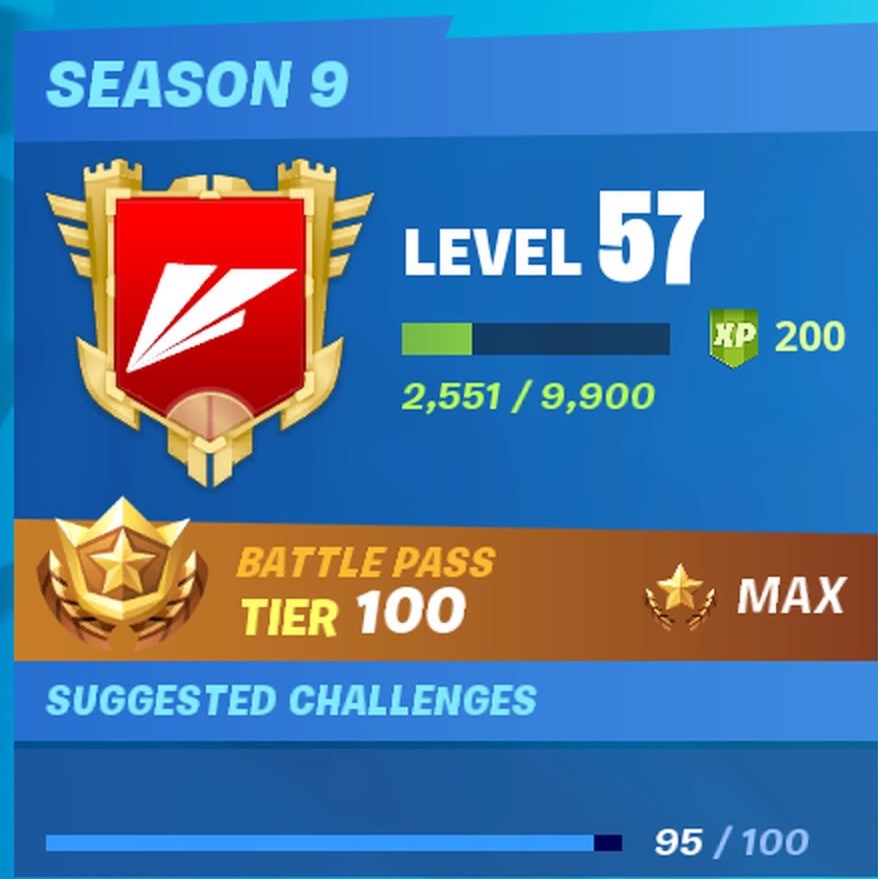 SEASON 9
LEVEL 57
XP 200
2,551 / 9,900
BATTLE PASS
TIER 100
MAX
SUGGESTED CHALLENGES
95 / 100